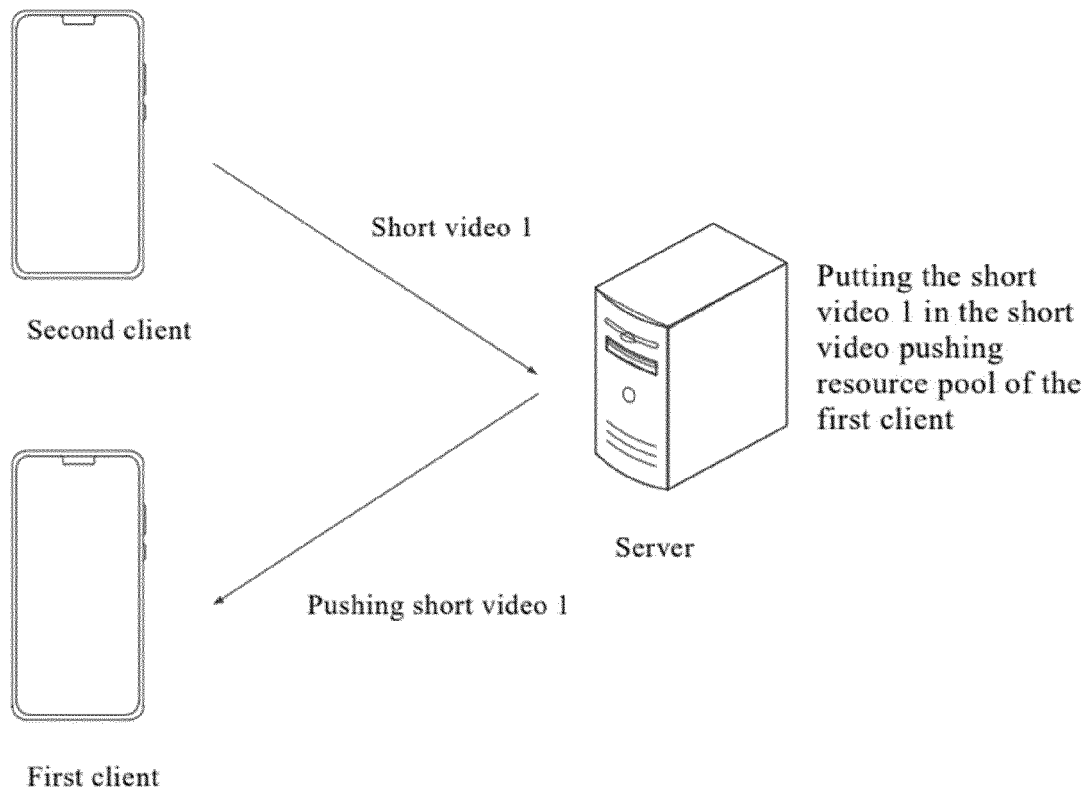 Short video 1
Second client
Putting the short
video 1 in the short
video pushing
resource pool of the
first client
Server
Pushing short video 1
First client